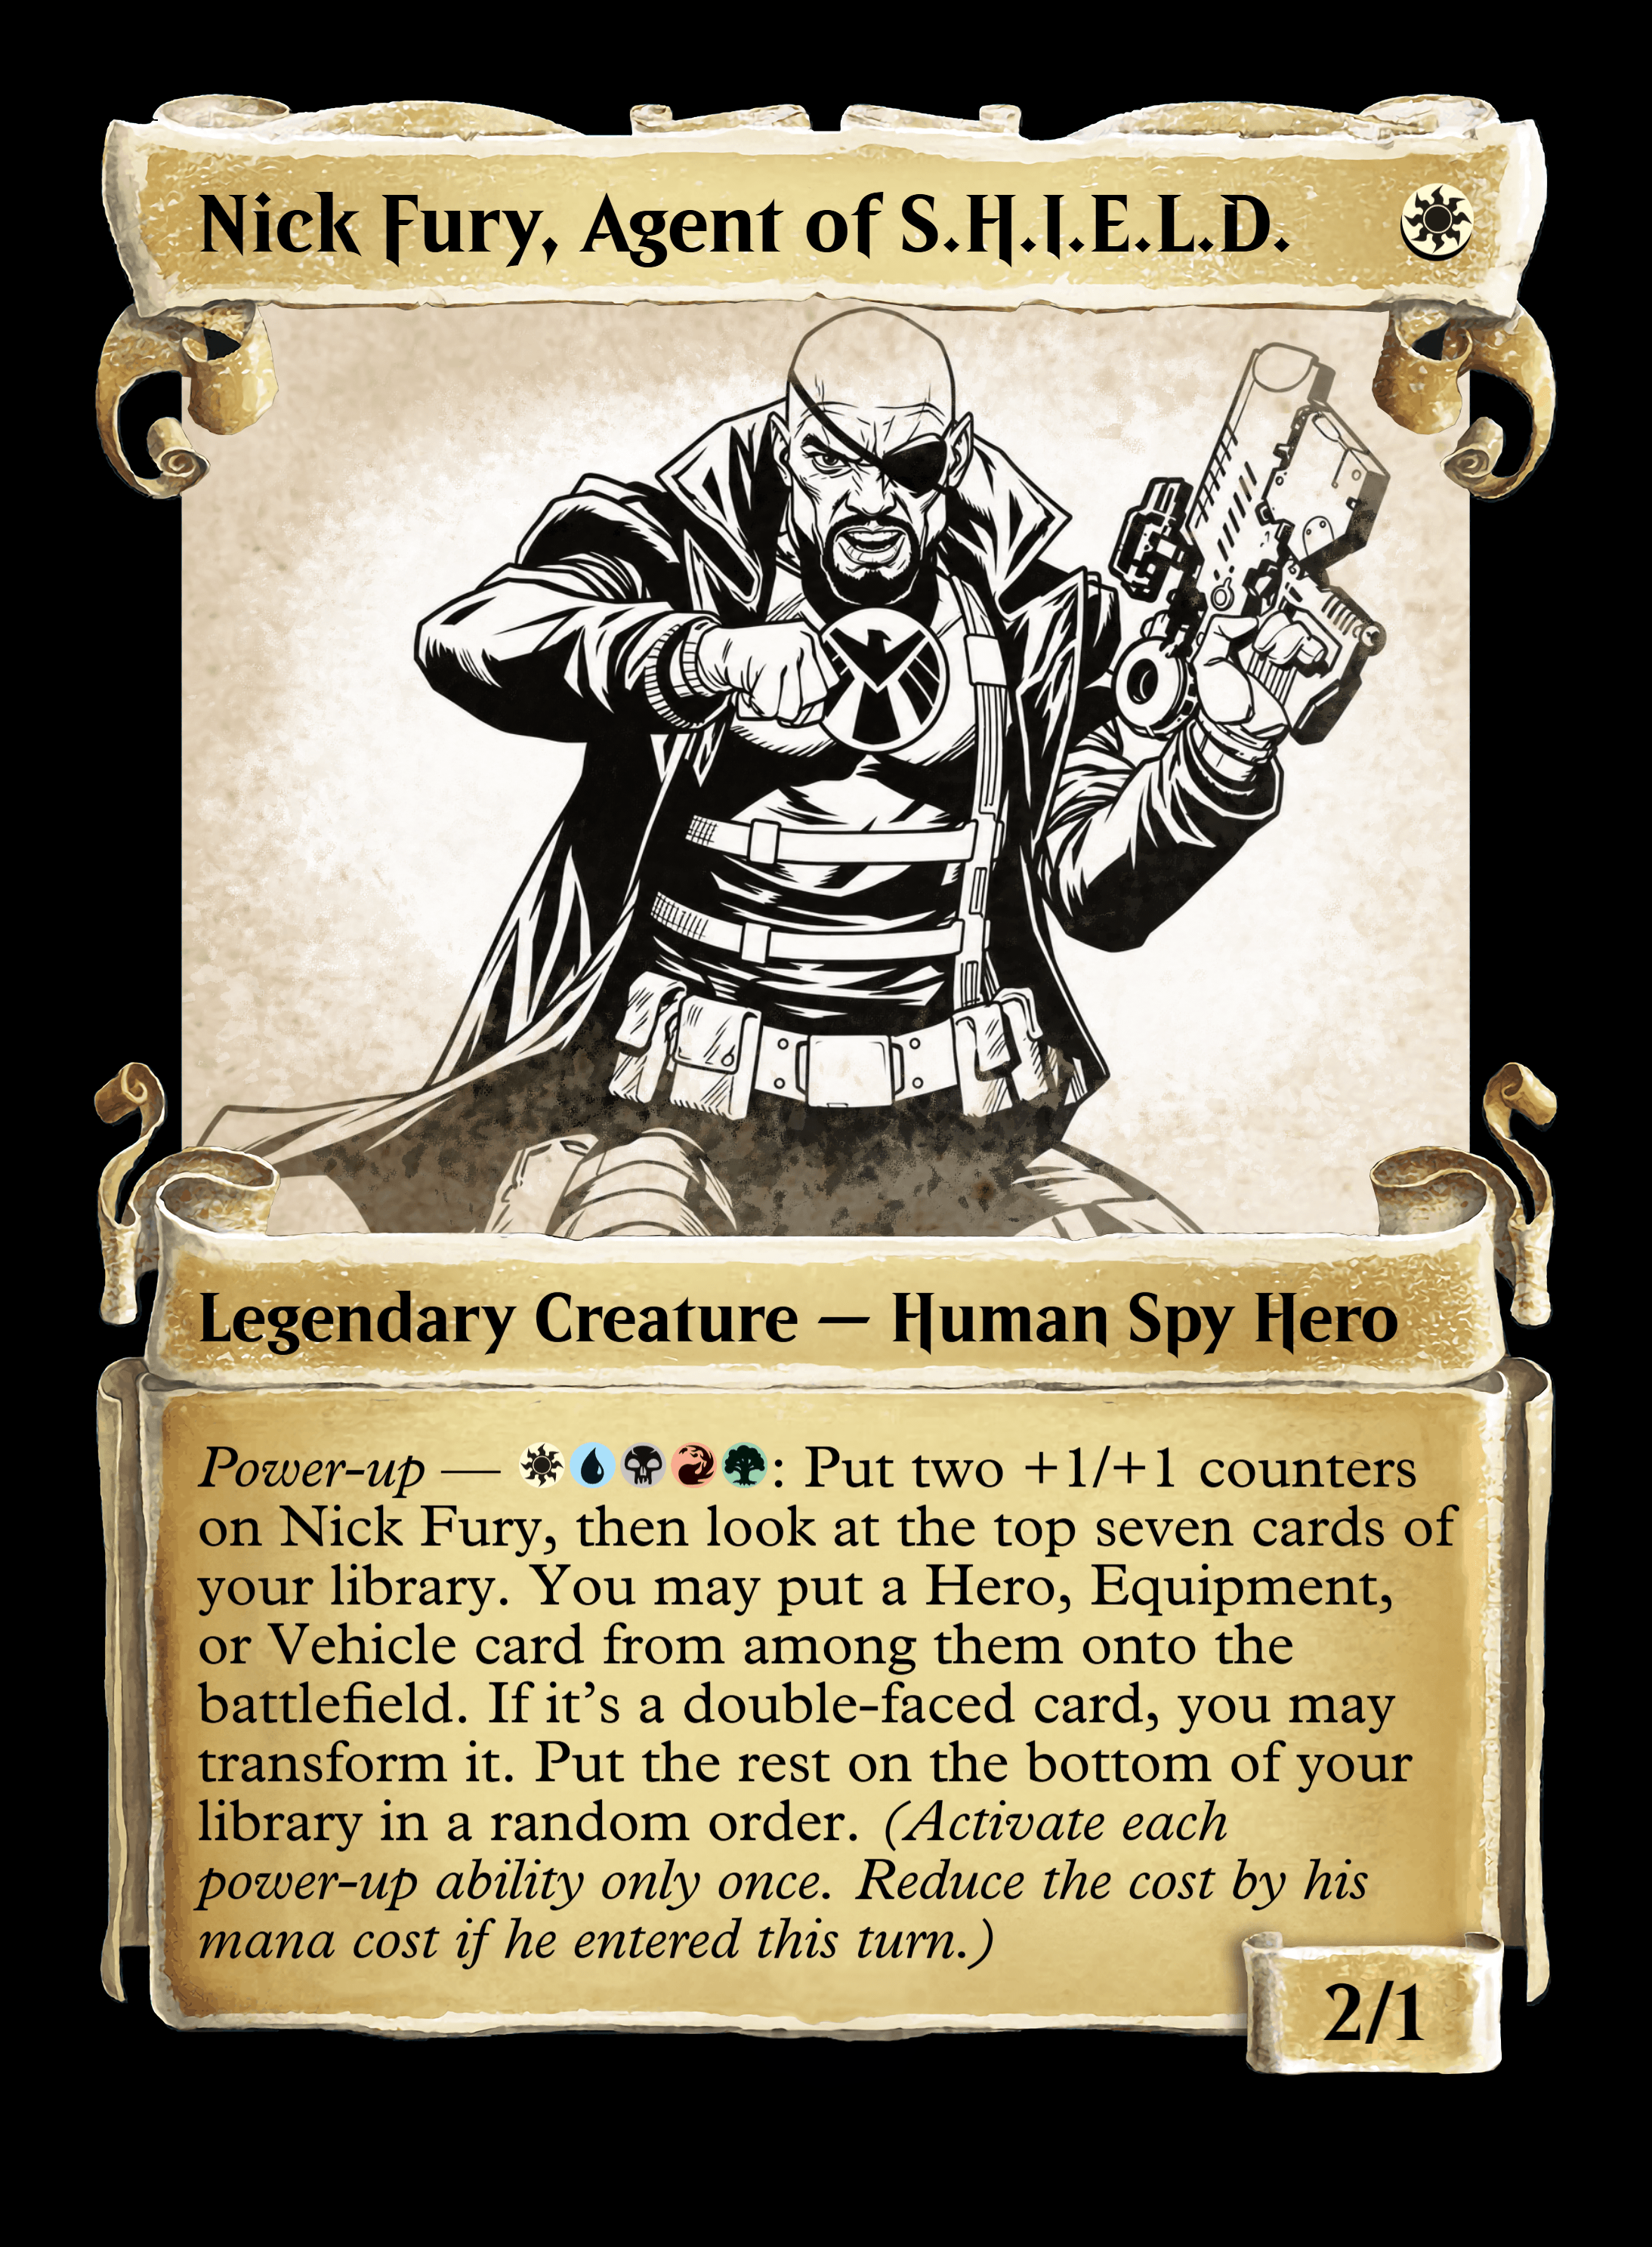 Nick Fury, Agent of S.H.I.E.L.D.
Legendary Creature — Human Spy Hero
Power-up — : Put two +1/+1 counters
on Nick Fury, then look at the top seven cards of
your library. You may put a Hero, Equipment,
or Vehicle card from among them onto the
battlefield. If it's a double-faced card, you may
transform it. Put the rest on the bottom of your
library in a random order. (Activate each
power-up ability only once. Reduce the cost by his
mana cost if he entered this turn.)
2/1